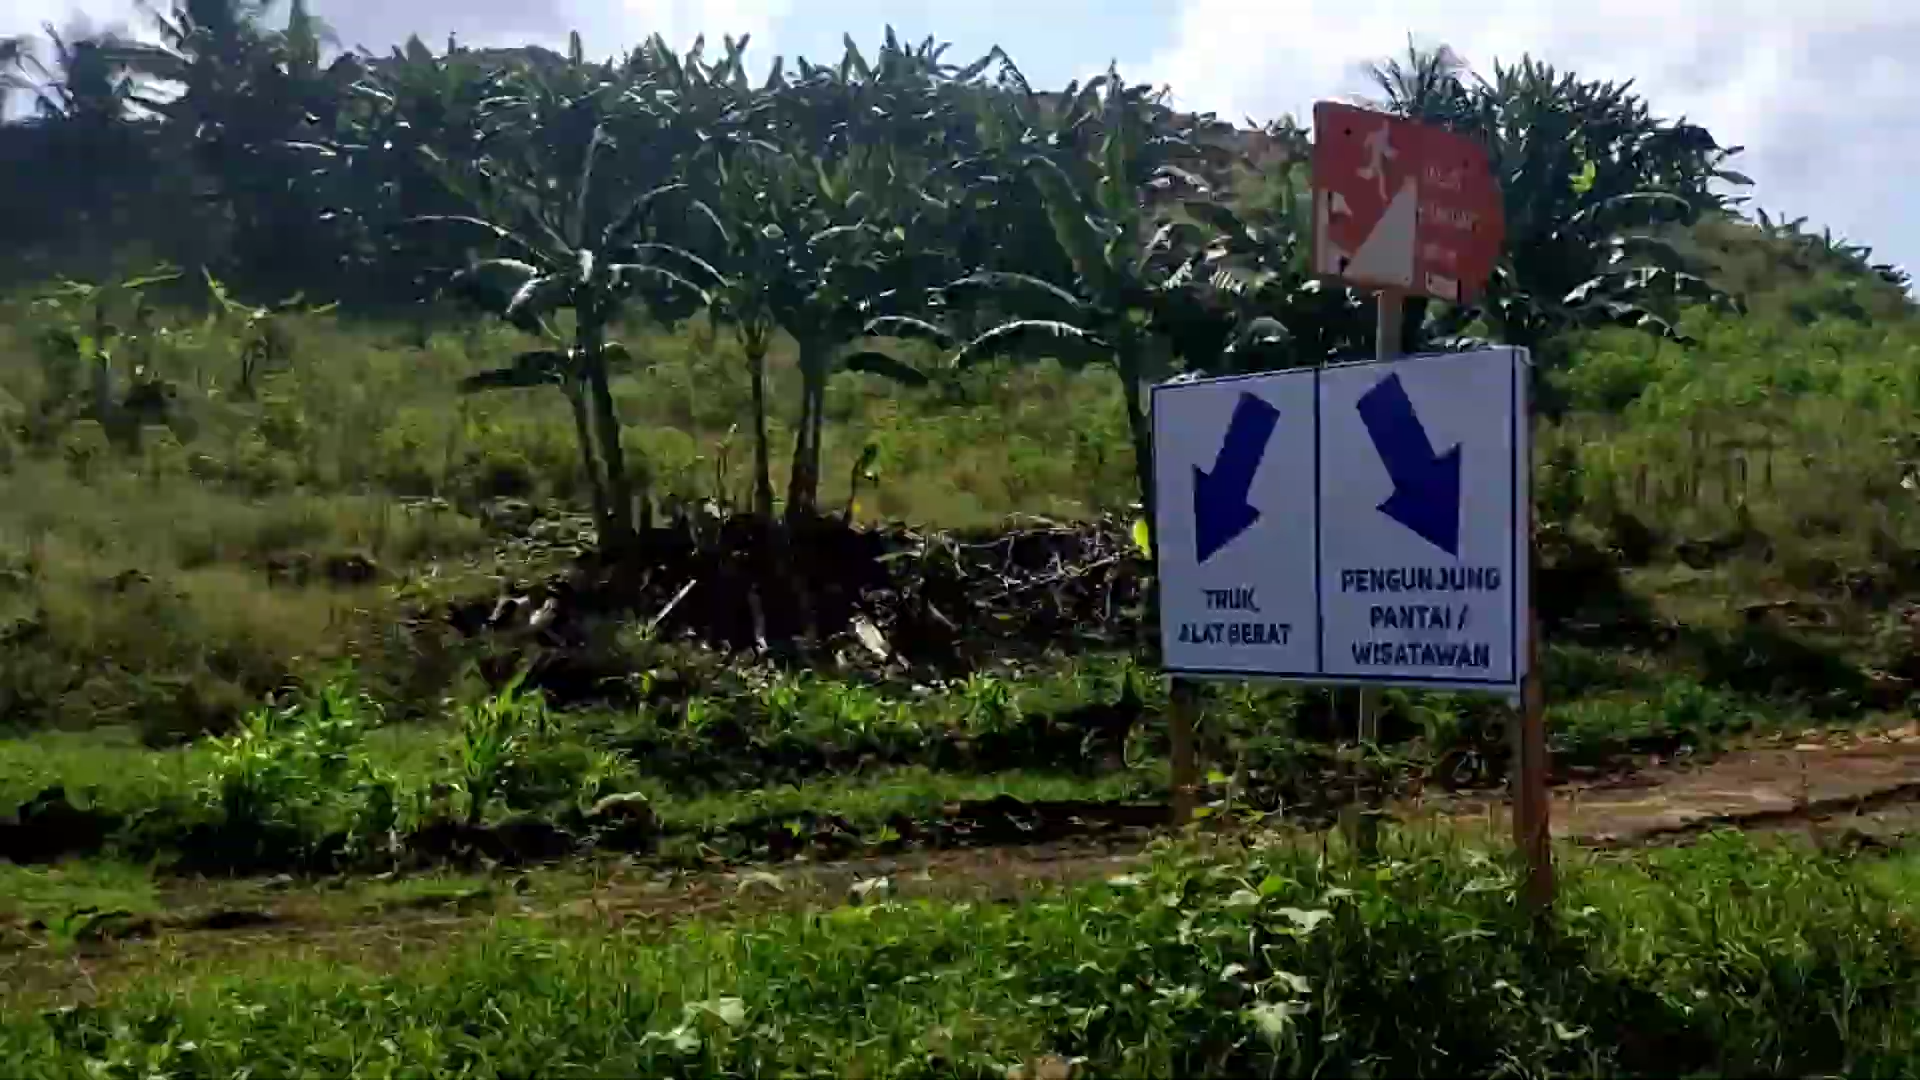 TRUK,
ALAT BERAT
PENGUNJUNG
PANTAI /
WISATAWAN